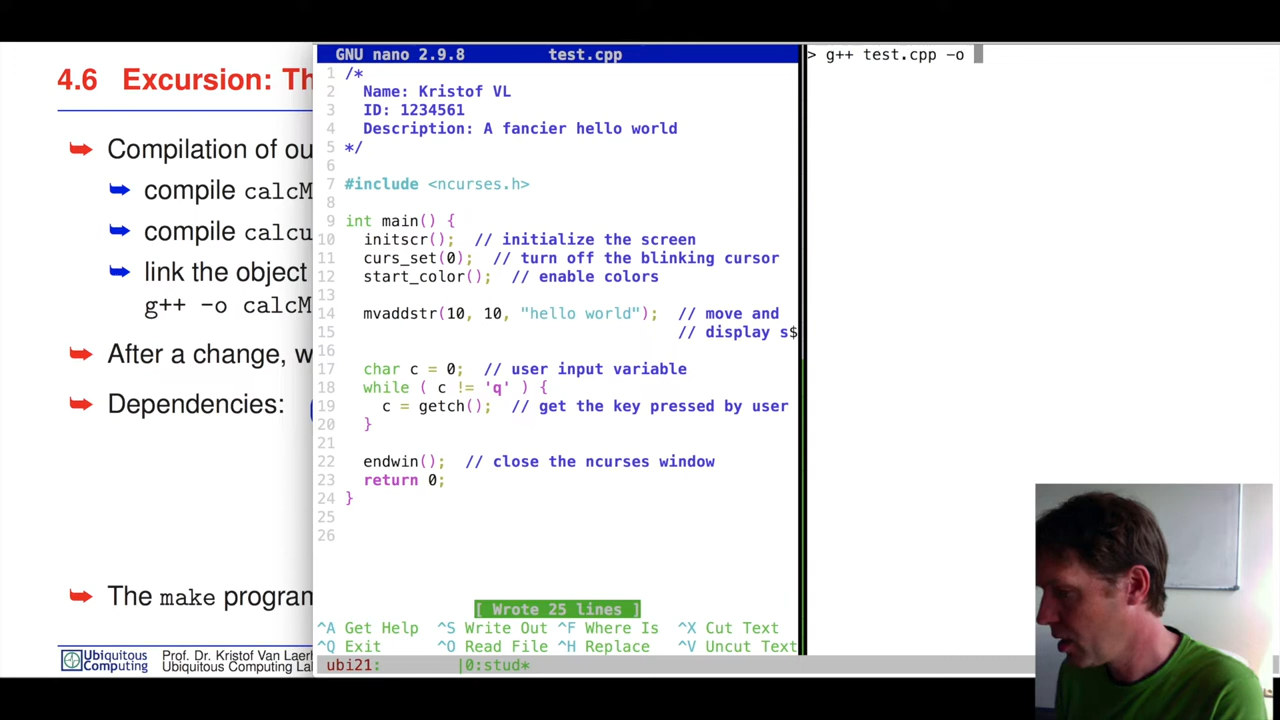 4.6 Excursion: Th
Compilation of ou
compile calcM
compile calcu
link the object
g++ -o calcM
After a change, w
Dependencies:
The make program
Ubiquitous
Computing
Prof. Dr. Kristof Van Laerh
Ubiquitous Computing Lab
GNU nano 2.9.8 test.cpp
1 /*
2 Name: Kristof VL
3 ID: 1234561
4 Description: A fancier hello world
5 */
6
7 #include <ncurses.h>
8
9 int main() {
10 initscr(); // initialize the screen
11 curs_set(0); // turn off the blinking cursor
12 start_color(); // enable colors
13
14 mvaddstr(10, 10, "hello world"); // move and
15 // display s$
16
17 char c = 0; // user input variable
18 while ( c != 'q' ) {
19 c = getch(); // get the key pressed by user
20 }
21
22 endwin(); // close the ncurses window
23 return 0;
24 }
25
26
[ Wrote 25 lines ]
^A Get Help ^S Write Out ^F Where Is ^X Cut Text
^Q Exit ^O Read File ^H Replace ^V Uncut Text
ubi21: |0:stud*
> g++ test.cpp -o